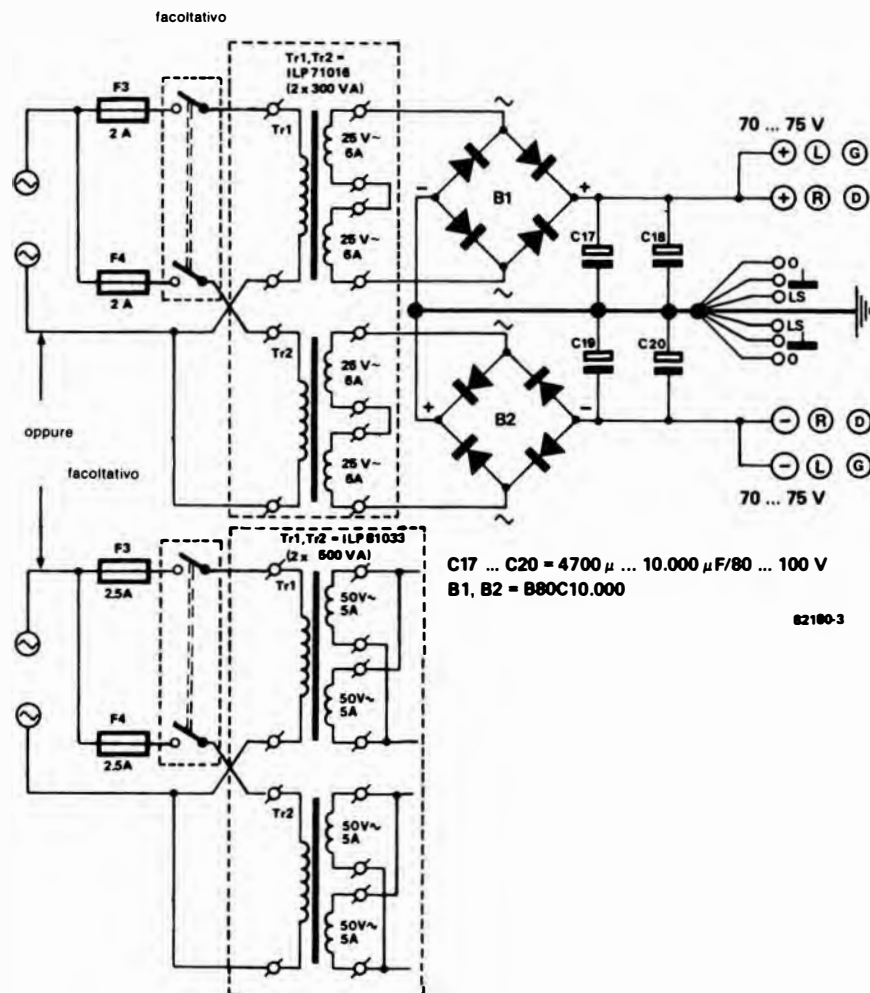 facoltativo
Tr1, Tr2 =
ILP 71016
(2 x 300 VA)
F3
2 A
Tr1
25 V~
6A
25 V~
6A
F4
2 A
Tr2
25 V~
6A
25 V~
6A
~
B1
-
+
~
C17
C18
70 ... 75 V
+ L G
+ R D
O
LS
LS
O
C19
C20
~
B2
+
-
~
- R D
- L G
70 ... 75 V
oppure
facoltativo
Tr1, Tr2 = ILP 81033
(2 x 500 VA)
F3
2.5A
Tr1
50V~
5A
50V~
5A
F4
2.5A
Tr2
50V~
5A
50V~
5A
C17 ... C20 = 4700 µ ... 10.000 µF/80 ... 100 V
B1, B2 = B80C10.000
82180-3